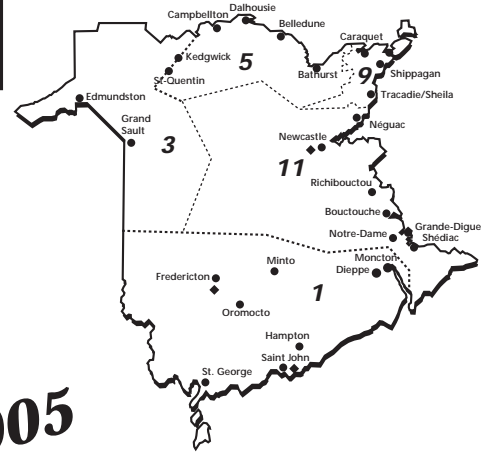 Dalhousie
Campbellton
Belledune
Caraquet
Kedgwick
5
St-Quentin
Bathurst
9
Shippagan
Edmundston
Tracadie/Sheila
Grand
Sault
3
Néguac
Newcastle
11
Richibouctou
Bouctouche
Grande-Digue
Notre-Dame
Shédiac
Moncton
Minto
Dieppe
Fredericton
1
Oromocto
Hampton
Saint John
St. George
005